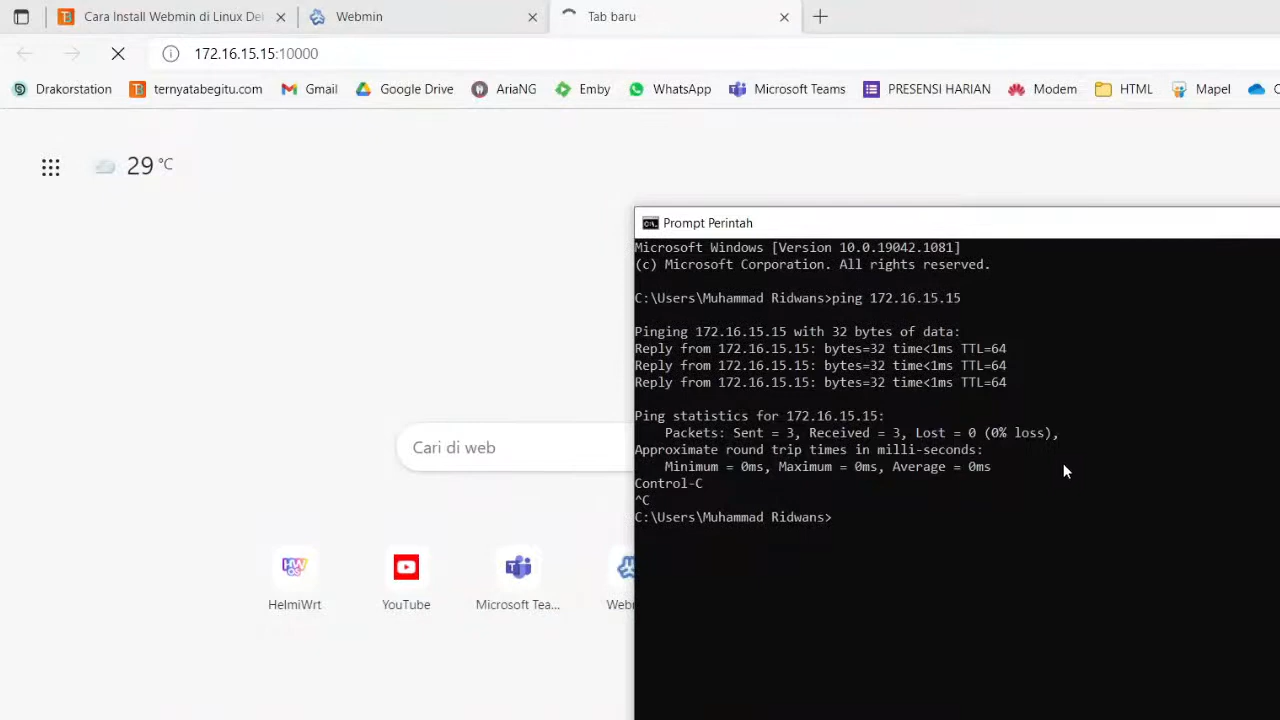 Cara Install Webmin di Linux De
Webmin
Tab baru
172.16.15.15:10000
Drakorstation
ternyatabegitu.com
Gmail
Google Drive
AriaNG
Emby
WhatsApp
Microsoft Teams
PRESENSI HARIAN
Modem
HTML
Mapel
29 °C
Prompt Perintah
Microsoft Windows [Version 10.0.19042.1081]
(c) Microsoft Corporation. All rights reserved.
C:\Users\Muhammad Ridwans>ping 172.16.15.15
Pinging 172.16.15.15 with 32 bytes of data:
Reply from 172.16.15.15: bytes=32 time<1ms TTL=64
Reply from 172.16.15.15: bytes=32 time<1ms TTL=64
Reply from 172.16.15.15: bytes=32 time<1ms TTL=64
Ping statistics for 172.16.15.15:
Packets: Sent = 3, Received = 3, Lost = 0 (0% loss),
Approximate round trip times in milli-seconds:
Minimum = 0ms, Maximum = 0ms, Average = 0ms
Control-C
^C
C:\Users\Muhammad Ridwans>
Cari di web
HelmiWrt
YouTube
Microsoft Tea...
Web